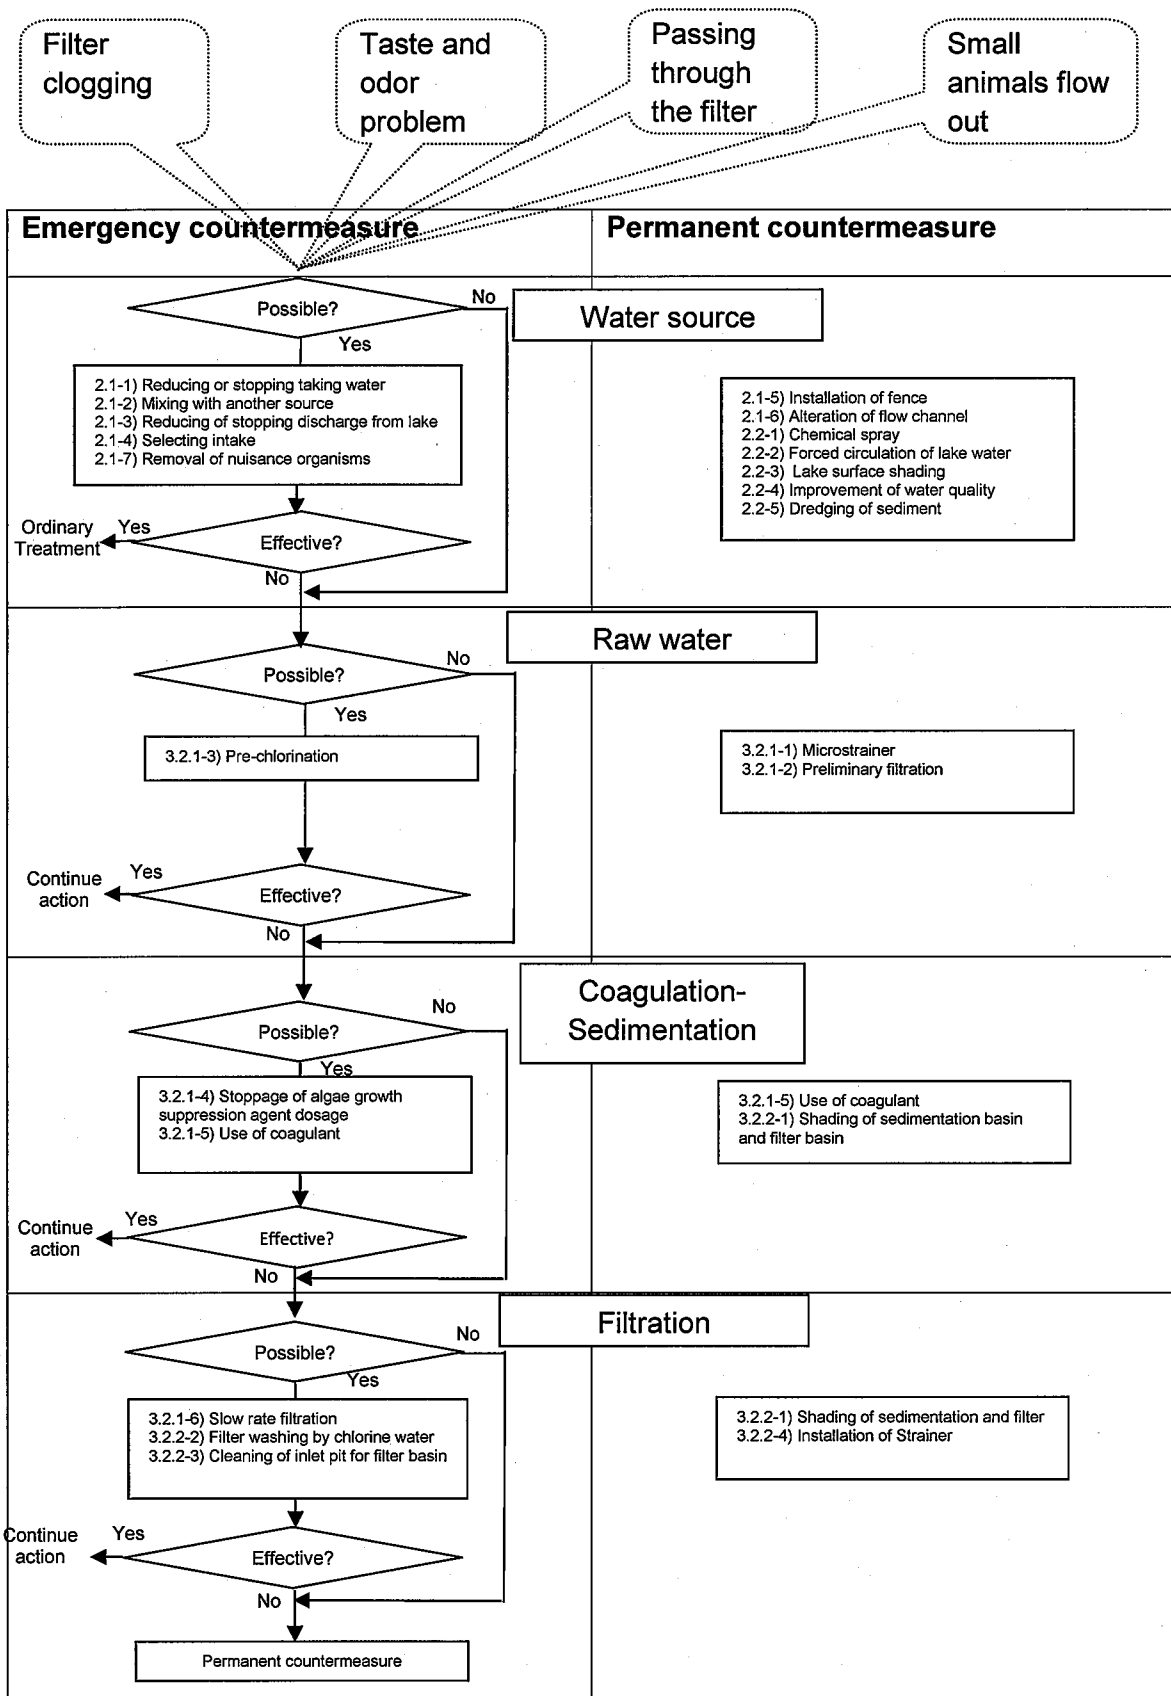 Filter
clogging
Taste and
odor
problem
Passing
through
the filter
Small
animals flow
out
Emergency countermeasure
Permanent countermeasure
Possible?
No
Water source
Yes
2.1-1) Reducing or stopping taking water
2.1-2) Mixing with another source
2.1-3) Reducing of stopping discharge from lake
2.1-4) Selecting intake
2.1-7) Removal of nuisance organisms
2.1-5) Installation of fence
2.1-6) Alteration of flow channel
2.2-1) Chemical spray
2.2-2) Forced circulation of lake water
2.2-3) Lake surface shading
2.2-4) Improvement of water quality
2.2-5) Dredging of sediment
Ordinary
Treatment
Yes
Effective?
No
Raw water
Possible?
No
Yes
3.2.1-3) Pre-chlorination
3.2.1-1) Microstrainer
3.2.1-2) Preliminary filtration
Continue
action
Yes
Effective?
No
Coagulation-
Sedimentation
Possible?
No
Yes
3.2.1-4) Stoppage of algae growth
suppression agent dosage
3.2.1-5) Use of coagulant
3.2.1-5) Use of coagulant
3.2.2-1) Shading of sedimentation basin
and filter basin
Continue
action
Yes
Effective?
No
Filtration
Possible?
No
Yes
3.2.1-6) Slow rate filtration
3.2.2-2) Filter washing by chlorine water
3.2.2-3) Cleaning of inlet pit for filter basin
3.2.2-1) Shading of sedimentation and filter
3.2.2-4) Installation of Strainer
Continue
action
Yes
Effective?
No
Permanent countermeasure